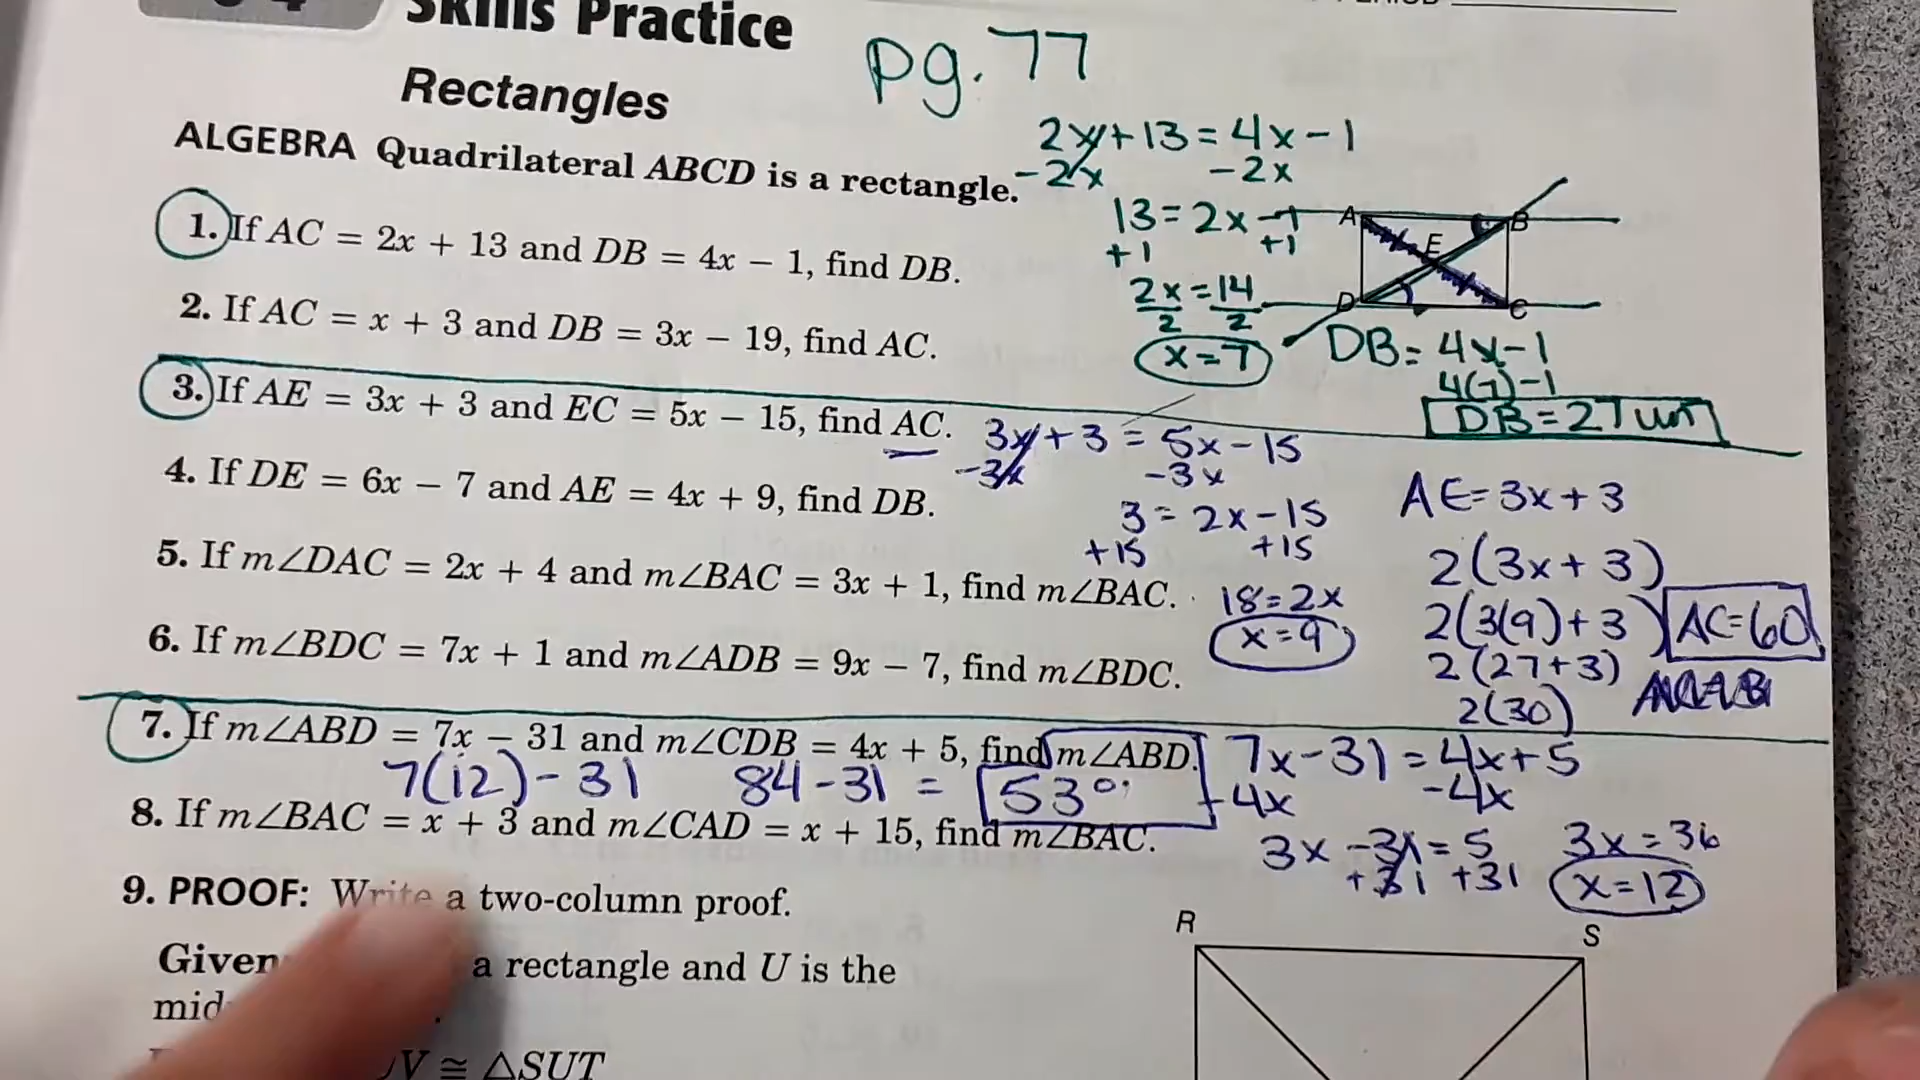 Skills Practice
pg. 77
Rectangles
ALGEBRA Quadrilateral ABCD is a rectangle.
1. If AC = 2x + 13 and DB = 4x − 1, find DB.
2. If AC = x + 3 and DB = 3x − 19, find AC.
3. If AE = 3x + 3 and EC = 5x − 15, find AC.
4. If DE = 6x − 7 and AE = 4x + 9, find DB.
5. If m∠DAC = 2x + 4 and m∠BAC = 3x + 1, find m∠BAC.
6. If m∠BDC = 7x + 1 and m∠ADB = 9x − 7, find m∠BDC.
7. If m∠ABD = 7x − 31 and m∠CDB = 4x + 5, find m∠ABD.
7(12) - 31 84 - 31 = 53°
8. If m∠BAC = x + 3 and m∠CAD = x + 15, find m∠BAC.
9. PROOF: Write a two-column proof.
Given a rectangle and U is the
mid
V ≅ △SUT
2x + 13 = 4x - 1
-2x -2x
13 = 2x - 1
+1 +1
2x = 14
2 2
x = 7
A B
E
D C
DB = 4x - 1
4(7) - 1
DB = 27 un
3x + 3 = 5x - 15
-3x -3x
3 = 2x - 15
+15 +15
18 = 2x
x = 9
AE = 3x + 3
2(3x + 3)
2(3(9) + 3)
2(27 + 3)
2(30)
AC = 60
7x - 31 = 4x + 5
-4x -4x
3x - 31 = 5
+31 +31
3x = 36
x = 12
R S